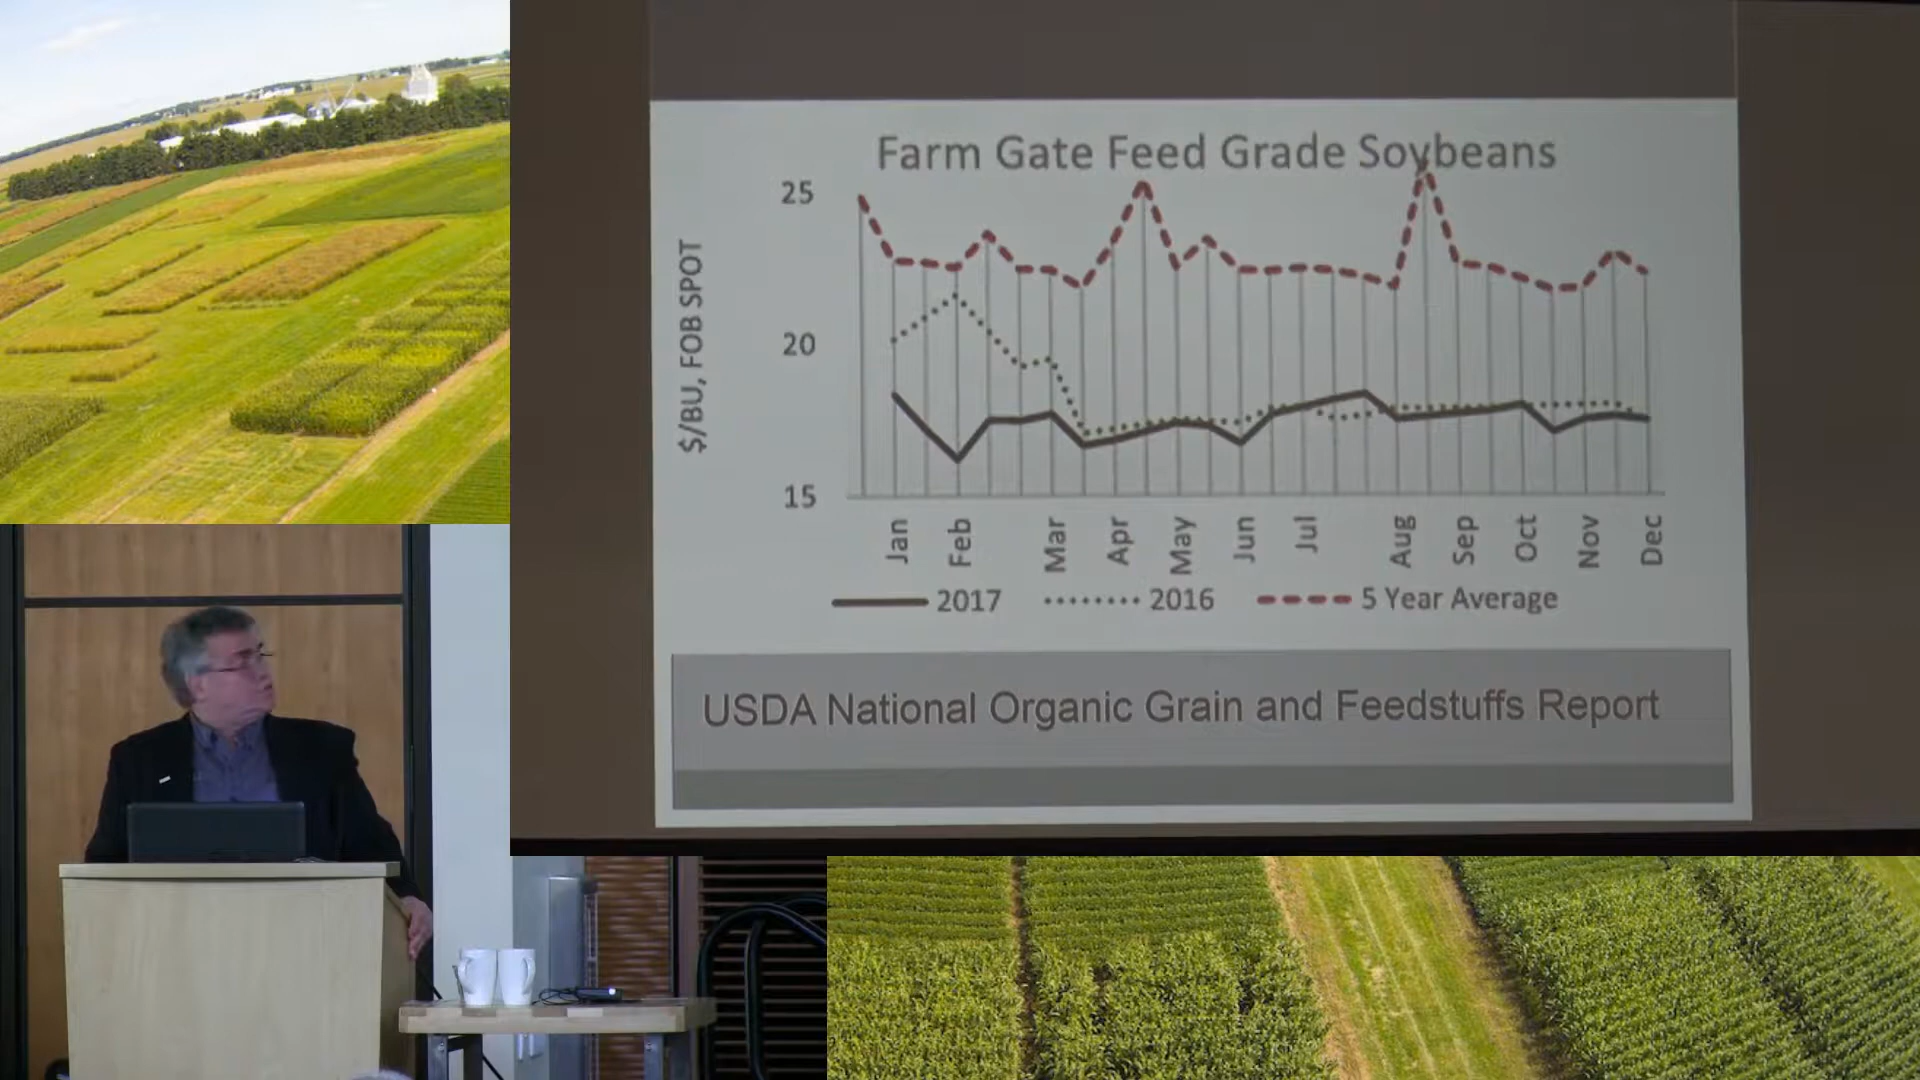 Farm Gate Feed Grade Soybeans
25
20
15
$/BU, FOB SPOT
Jan Feb Mar Apr May Jun Jul Aug Sep Oct Nov Dec
2017 2016 5 Year Average
USDA National Organic Grain and Feedstuffs Report